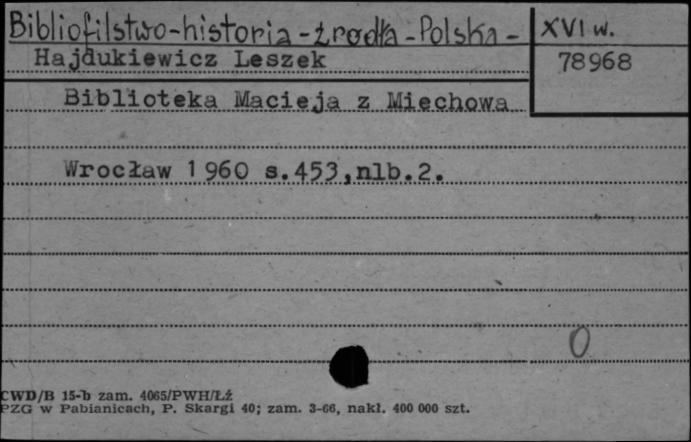 Bibliofilstwo-historia-źrodła-Polska- XVI w.
Hajdukiewicz Leszek 78968
Biblioteka Macieja z Miechowa
Wrocław 1960 s.453,nlb.2.
0
CWD/B 15-b zam. 4065/PWH/Łź
PZG w Pabianicach, P. Skargi 40; zam. 3-66, nakł. 400 000 szt.